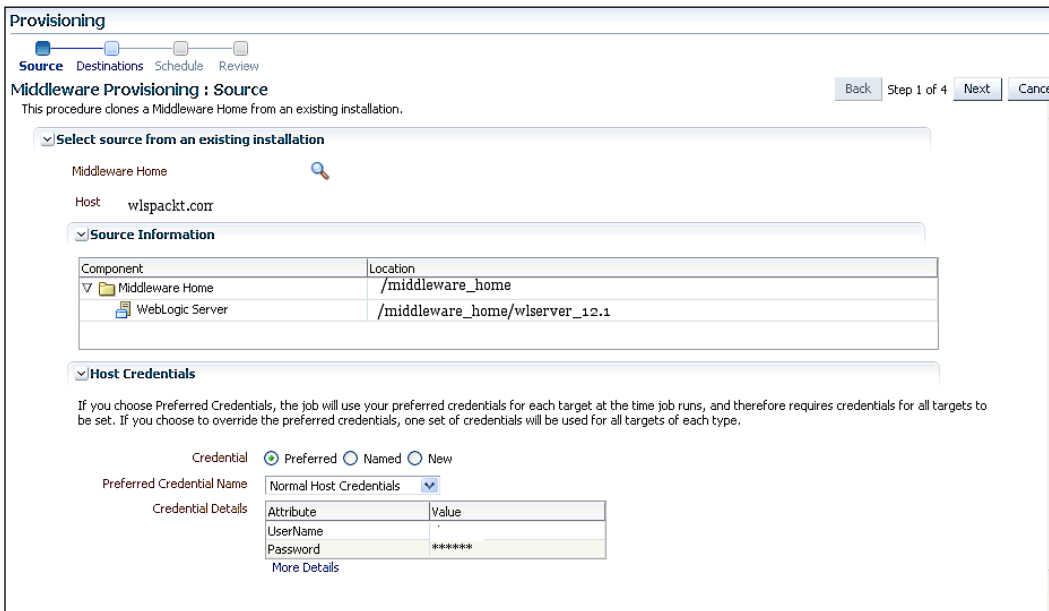 Provisioning
Source Destinations Schedule Review
Middleware Provisioning : Source
Back Step 1 of 4 Next Cance
This procedure clones a Middleware Home from an existing installation.
Select source from an existing installation
Middleware Home
Host wlspackt.com
Source Information
Component Location
Middleware Home /middleware_home
WebLogic Server /middleware_home/wlserver_12.1
Host Credentials
If you choose Preferred Credentials, the job will use your preferred credentials for each target at the time job runs, and therefore requires credentials for all targets to
be set. If you choose to override the preferred credentials, one set of credentials will be used for all targets of each type.
Credential Preferred Named New
Preferred Credential Name Normal Host Credentials
Credential Details Attribute Value
UserName
Password ******
More Details